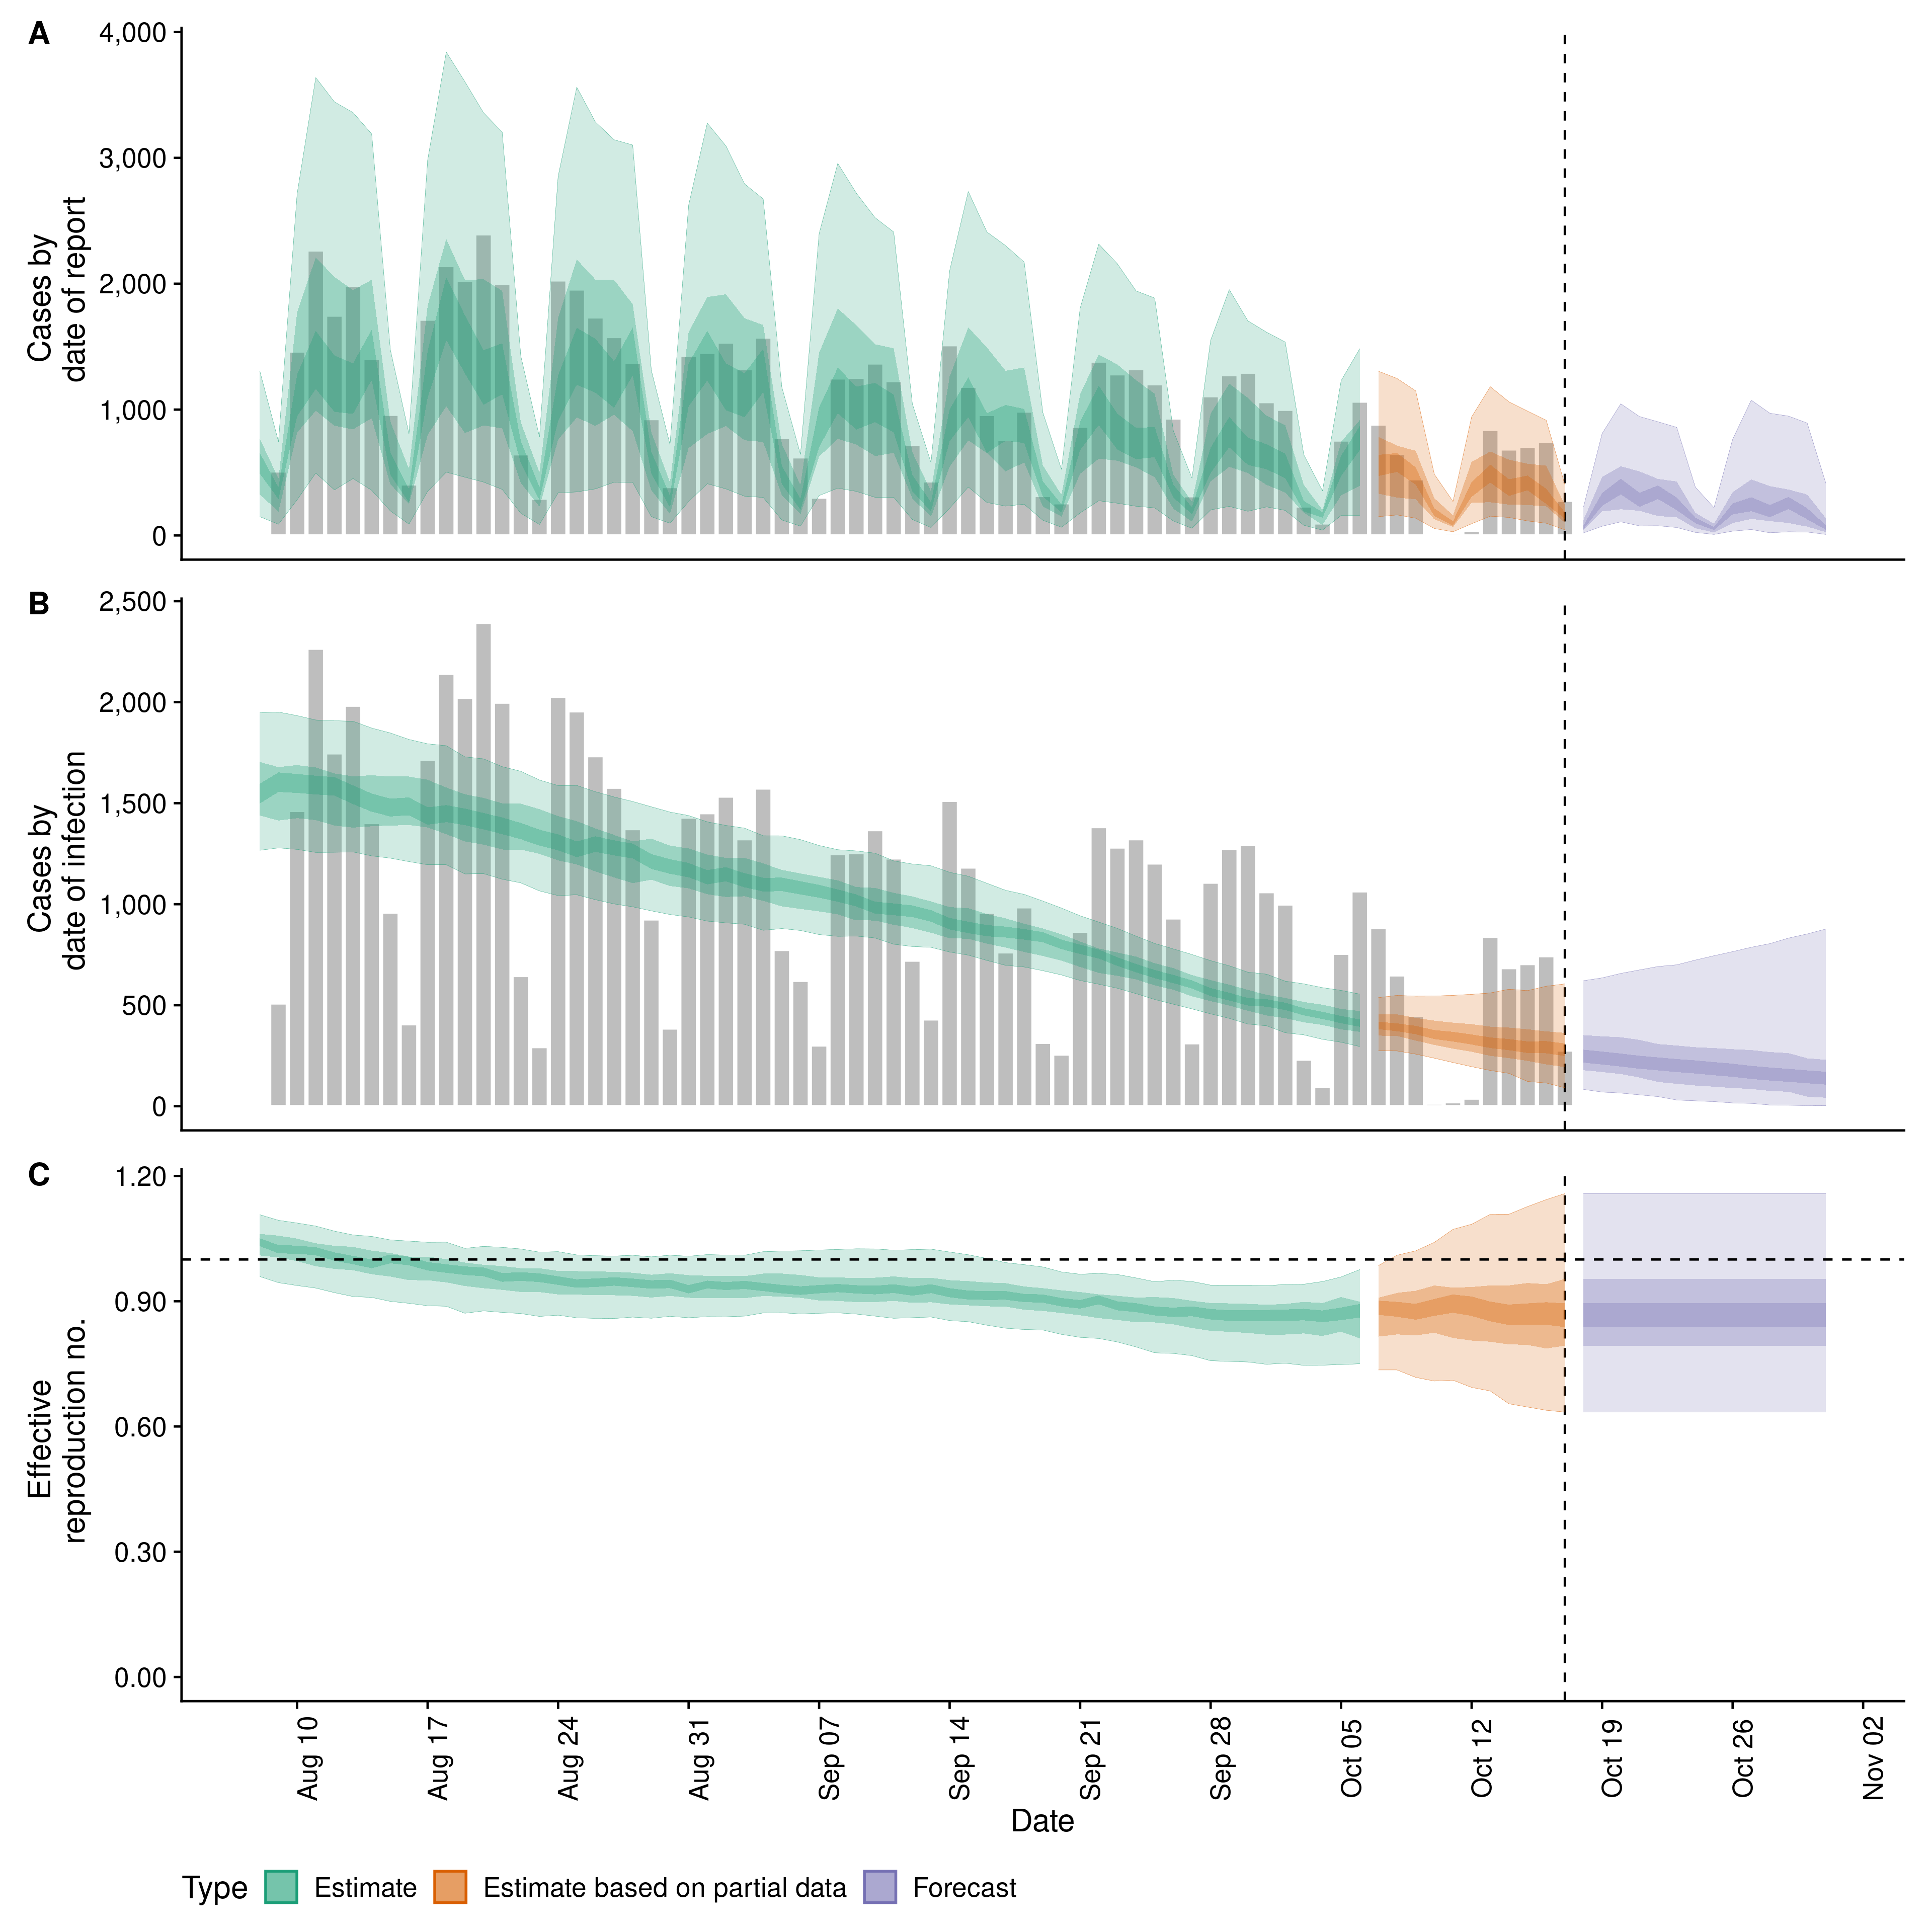 A
Cases by
date of report
4,000
3,000
2,000
1,000
0
B
Cases by
date of infection
2,500
2,000
1,500
1,000
500
0
C
Effective
reproduction no.
1.20
0.90
0.60
0.30
0.00
Aug 10
Aug 17
Aug 24
Aug 31
Sep 07
Sep 14
Sep 21
Sep 28
Oct 05
Oct 12
Oct 19
Oct 26
Nov 02
Date
Type Estimate Estimate based on partial data Forecast